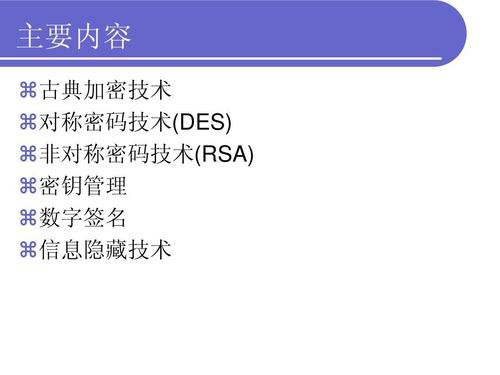 主要内容
⌘古典加密技术
⌘对称密码技术(DES)
⌘非对称密码技术(RSA)
⌘密钥管理
⌘数字签名
⌘信息隐藏技术